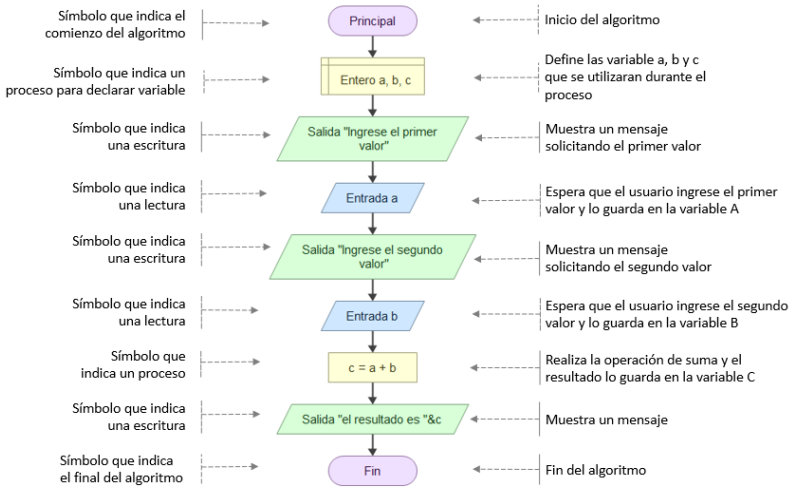 Símbolo que indica el
comienzo del algoritmo
Principal
Inicio del algoritmo
Símbolo que indica un
proceso para declarar variable
Entero a, b, c
Define las variable a, b y c
que se utilizaran durante el
proceso
Símbolo que indica
una escritura
Salida "Ingrese el primer
valor"
Muestra un mensaje
solicitando el primer valor
Símbolo que indica
una lectura
Entrada a
Espera que el usuario ingrese el primer
valor y lo guarda en la variable A
Símbolo que indica
una escritura
Salida "Ingrese el segundo
valor"
Muestra un mensaje
solicitando el segundo valor
Símbolo que indica
una lectura
Entrada b
Espera que el usuario ingrese el segundo
valor y lo guarda en la variable B
Símbolo que
indica un proceso
c = a + b
Realiza la operación de suma y el
resultado lo guarda en la variable C
Símbolo que indica
una escritura
Salida "el resultado es "&c
Muestra un mensaje
Símbolo que indica
el final del algoritmo
Fin
Fin del algoritmo